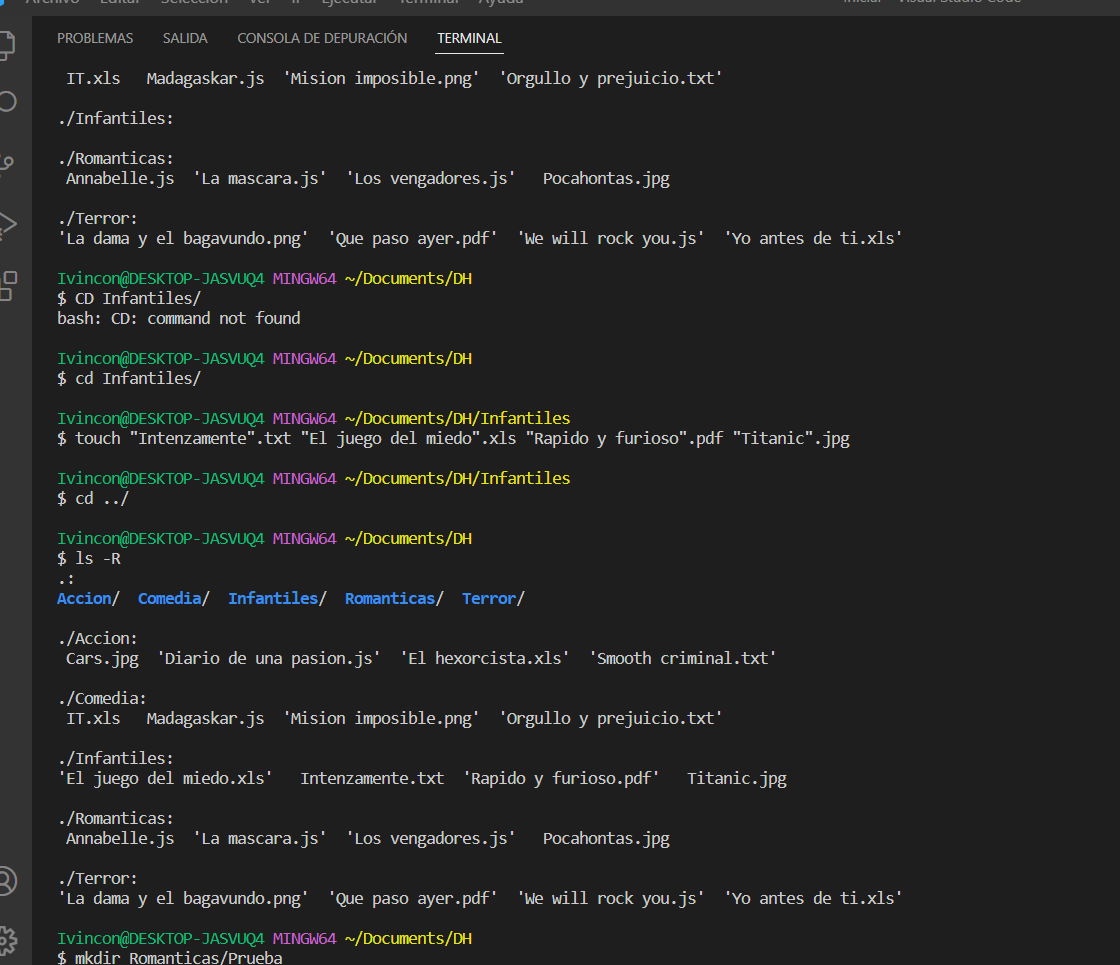 Archivo Editar Selección Ver Ir Ejecutar Terminal Ayuda Iniciar - Visual Studio Code
PROBLEMAS SALIDA CONSOLA DE DEPURACIÓN TERMINAL
IT.xls Madagaskar.js 'Mision imposible.png' 'Orgullo y prejuicio.txt'
./Infantiles:
./Romanticas:
Annabelle.js 'La mascara.js' 'Los vengadores.js' Pocahontas.jpg
./Terror:
'La dama y el bagavundo.png' 'Que paso ayer.pdf' 'We will rock you.js' 'Yo antes de ti.xls'
Ivincon@DESKTOP-JASVUQ4 MINGW64 ~/Documents/DH
$ CD Infantiles/
bash: CD: command not found
Ivincon@DESKTOP-JASVUQ4 MINGW64 ~/Documents/DH
$ cd Infantiles/
Ivincon@DESKTOP-JASVUQ4 MINGW64 ~/Documents/DH/Infantiles
$ touch "Intenzamente".txt "El juego del miedo".xls "Rapido y furioso".pdf "Titanic".jpg
Ivincon@DESKTOP-JASVUQ4 MINGW64 ~/Documents/DH/Infantiles
$ cd ../
Ivincon@DESKTOP-JASVUQ4 MINGW64 ~/Documents/DH
$ ls -R
.:
Accion/ Comedia/ Infantiles/ Romanticas/ Terror/
./Accion:
Cars.jpg 'Diario de una pasion.js' 'El hexorcista.xls' 'Smooth criminal.txt'
./Comedia:
IT.xls Madagaskar.js 'Mision imposible.png' 'Orgullo y prejuicio.txt'
./Infantiles:
'El juego del miedo.xls' Intenzamente.txt 'Rapido y furioso.pdf' Titanic.jpg
./Romanticas:
Annabelle.js 'La mascara.js' 'Los vengadores.js' Pocahontas.jpg
./Terror:
'La dama y el bagavundo.png' 'Que paso ayer.pdf' 'We will rock you.js' 'Yo antes de ti.xls'
Ivincon@DESKTOP-JASVUQ4 MINGW64 ~/Documents/DH
$ mkdir Romanticas/Prueba